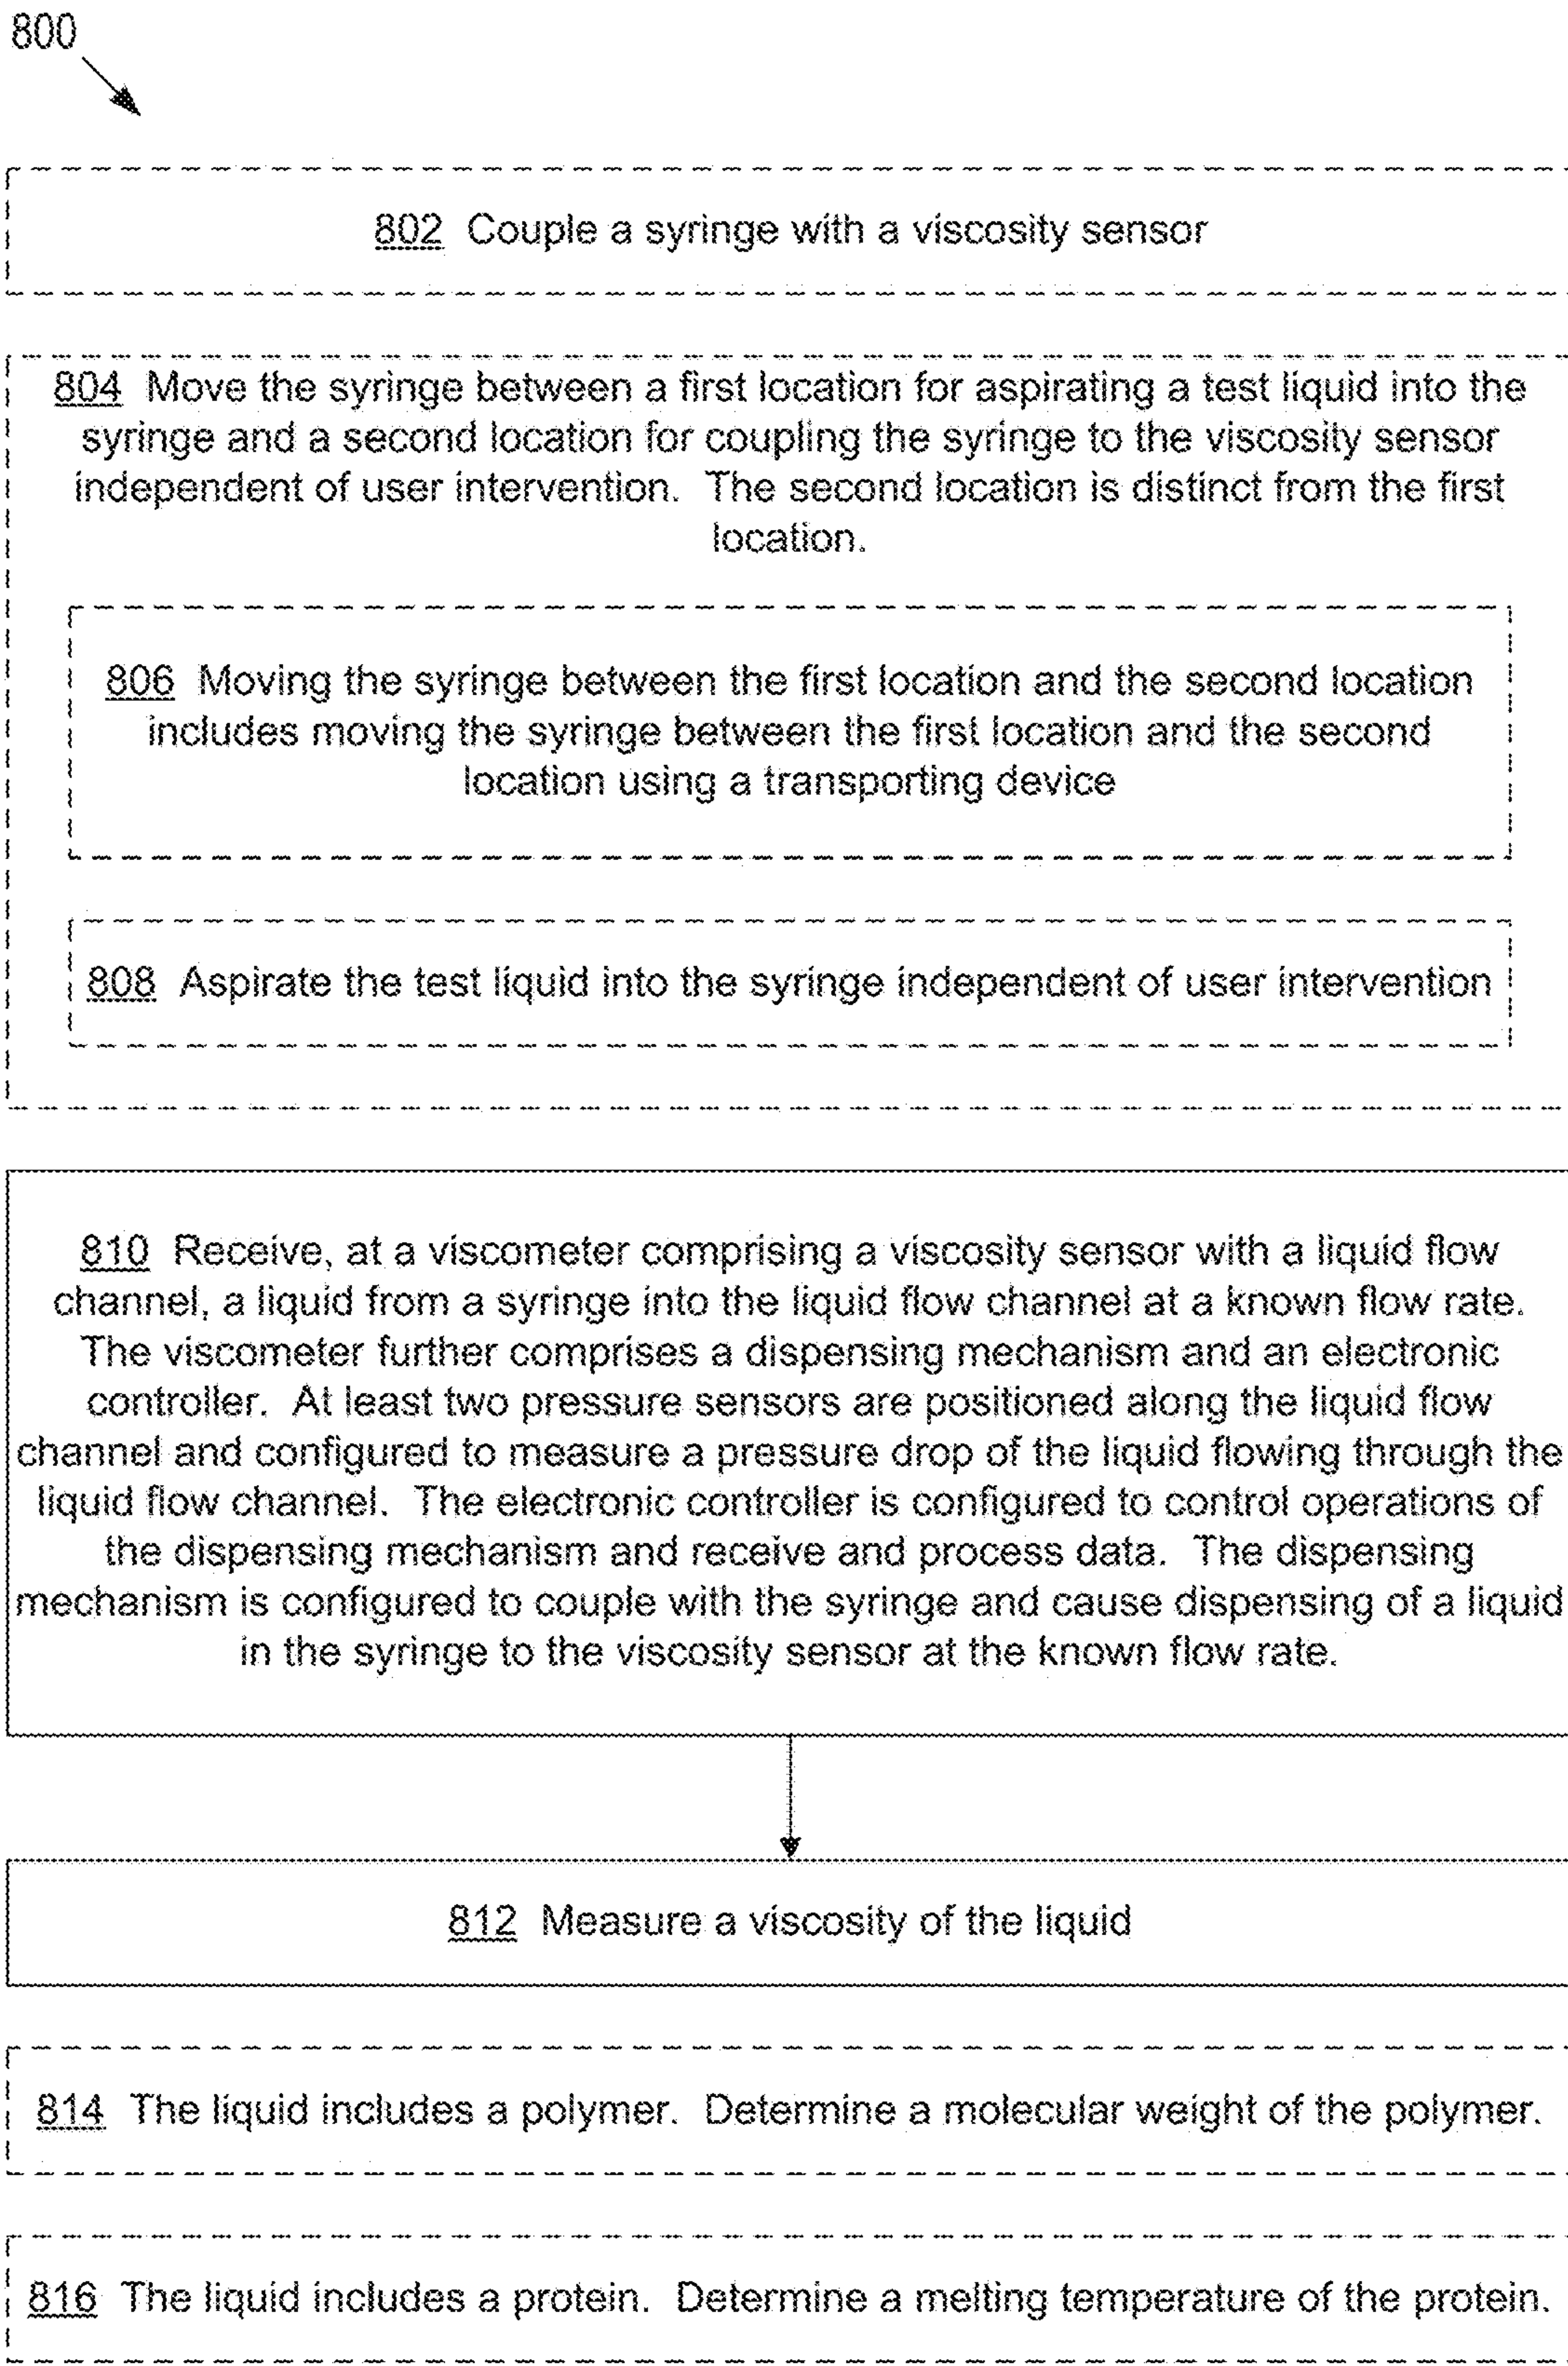 800
802 Couple a syringe with a viscosity sensor
804 Move the syringe between a first location for aspirating a test liquid into the
syringe and a second location for coupling the syringe to the viscosity sensor
independent of user intervention. The second location is distinct from the first
location.
806 Moving the syringe between the first location and the second location
includes moving the syringe between the first location and the second
location using a transporting device
808 Aspirate the test liquid into the syringe independent of user intervention
810 Receive, at a viscometer comprising a viscosity sensor with a liquid flow
channel, a liquid from a syringe into the liquid flow channel at a known flow rate.
The viscometer further comprises a dispensing mechanism and an electronic
controller. At least two pressure sensors are positioned along the liquid flow
channel and configured to measure a pressure drop of the liquid flowing through the
liquid flow channel. The electronic controller is configured to control operations of
the dispensing mechanism and receive and process data. The dispensing
mechanism is configured to couple with the syringe and cause dispensing of a liquid
in the syringe to the viscosity sensor at the known flow rate.
812 Measure a viscosity of the liquid
814 The liquid includes a polymer. Determine a molecular weight of the polymer.
816 The liquid includes a protein. Determine a melting temperature of the protein.